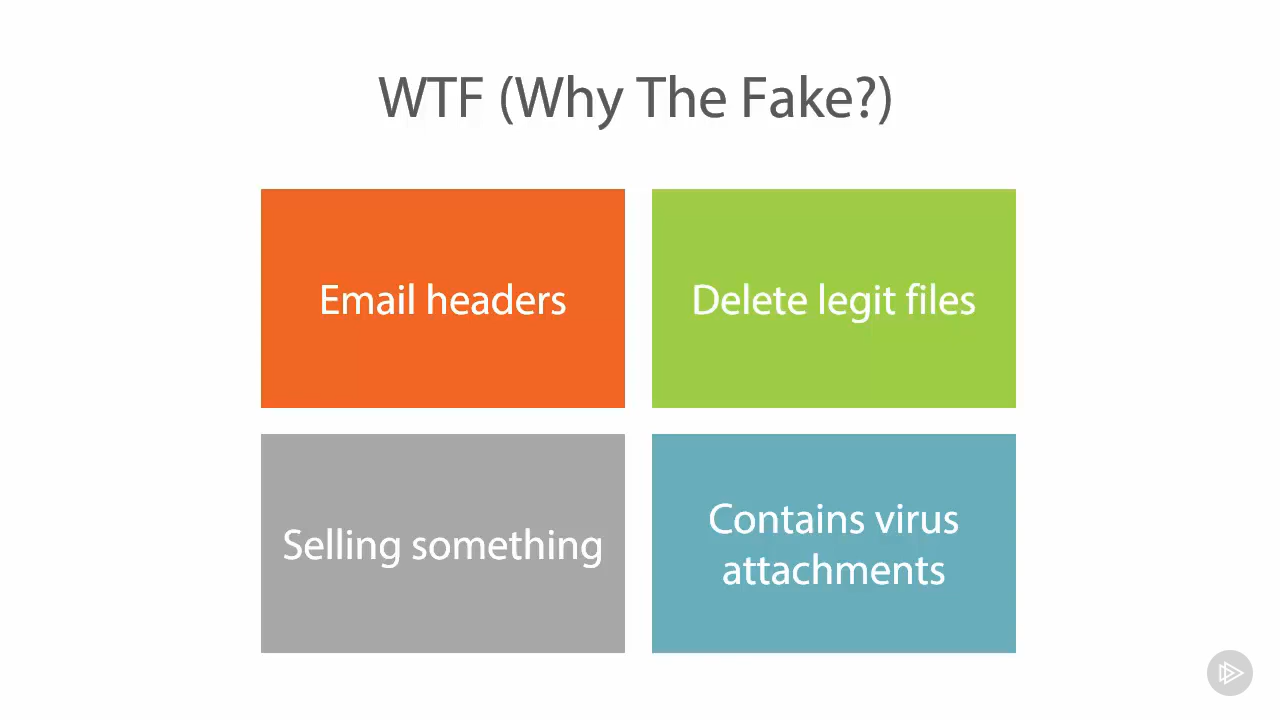 WTF (Why The Fake?)
Email headers
Delete legit files
Selling something
Contains virus
attachments